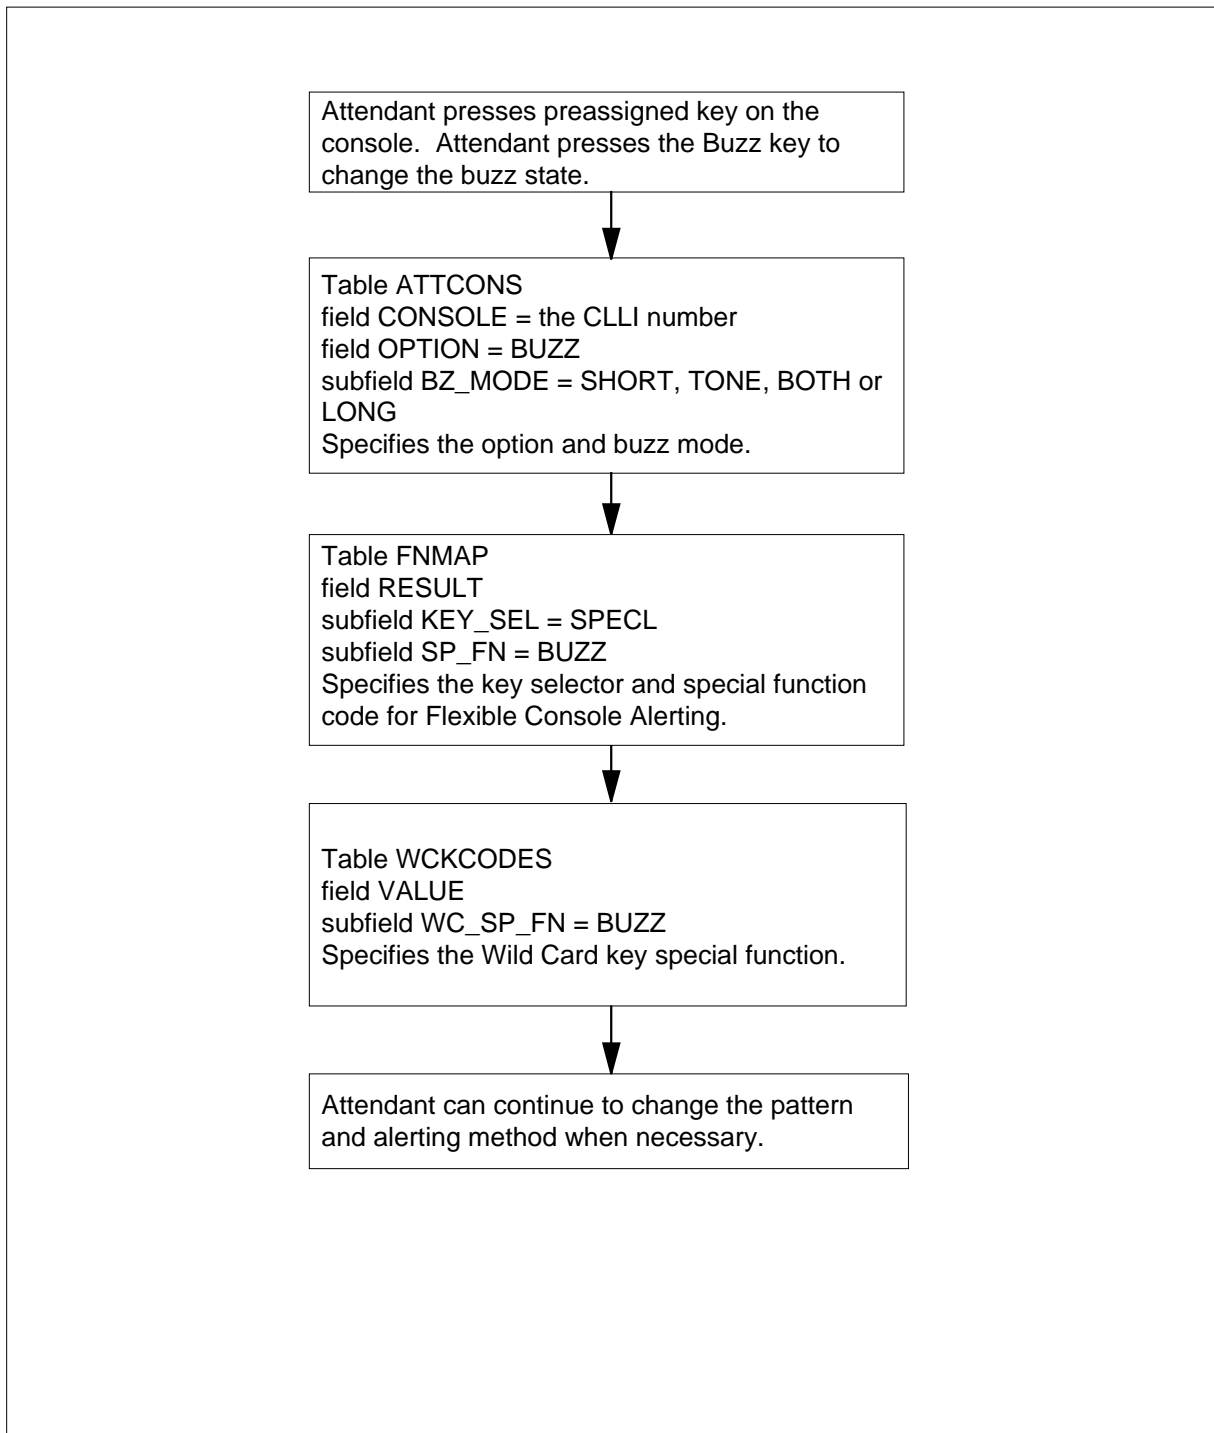 Attendant presses preassigned key on the
console.  Attendant presses the Buzz key to
change the buzz state.
Table ATTCONS
field CONSOLE = the CLLI number
field OPTION = BUZZ
subfield BZ_MODE = SHORT, TONE, BOTH or
LONG
Specifies the option and buzz mode.
Table FNMAP
field RESULT
subfield KEY_SEL = SPECL
subfield SP_FN = BUZZ
Specifies the key selector and special function
code for Flexible Console Alerting.
Table WCKCODES
field VALUE
subfield WC_SP_FN = BUZZ
Specifies the Wild Card key special function.
Attendant can continue to change the pattern
and alerting method when necessary.